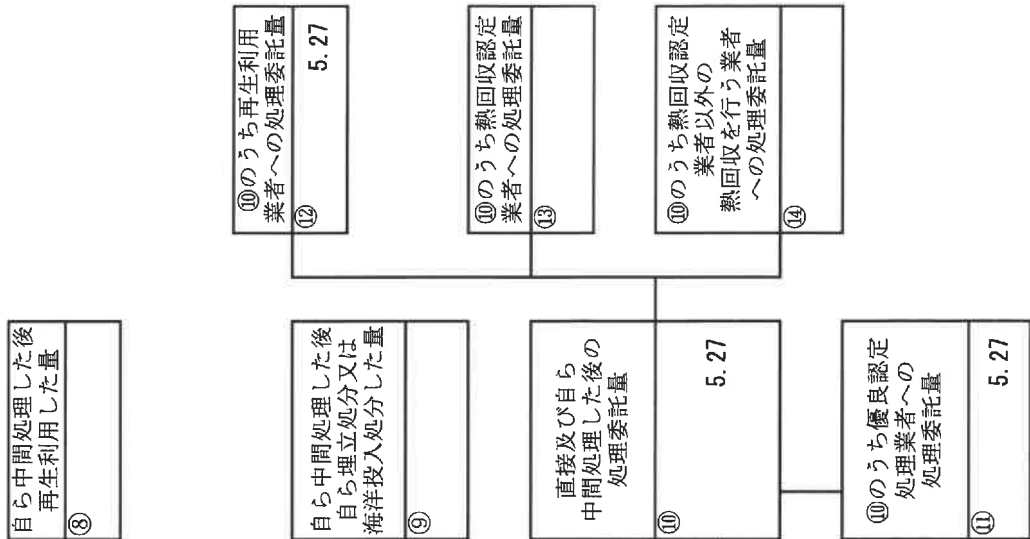 自ら中間処理した後
再生利用した量
⑧
自ら中間処理した後
自ら埋立処分又は
海洋投入処分した量
⑨
直接及び自ら
中間処理した後の
処理委託量
⑩
5.27
⑩のうち優良認定
処理業者への
処理委託量
⑪
5.27
⑩のうち再生利用
業者への処理委託量
⑫
5.27
⑩のうち熱回収認定
業者への処理委託量
⑬
⑩のうち熱回収認定
業者以外の
熱回収を行う業者
への処理委託量
⑭